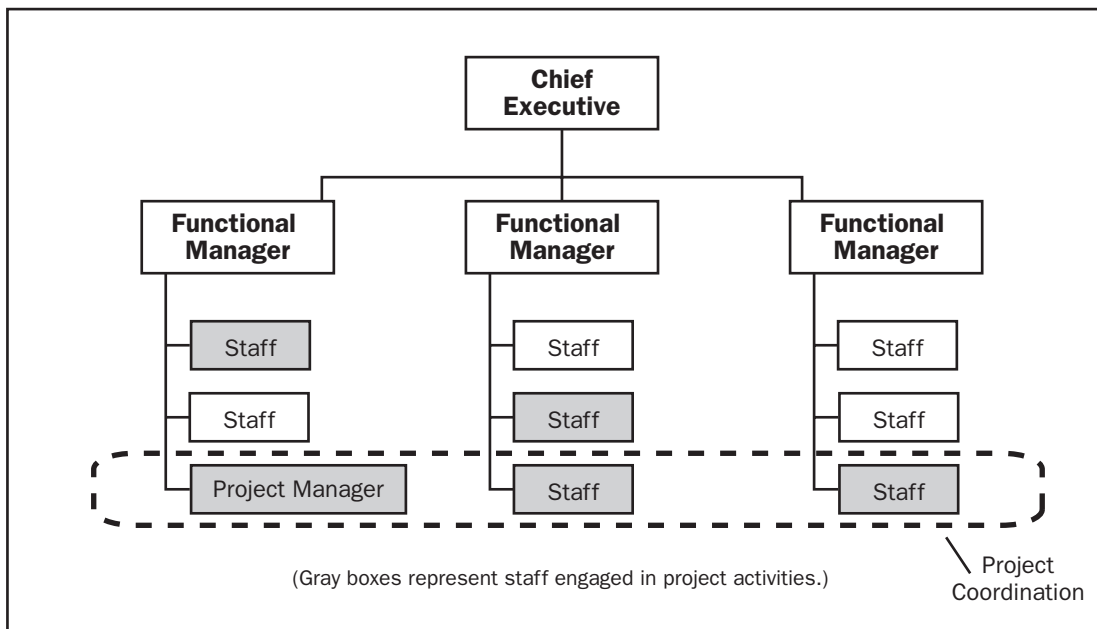 Chief
Executive
Functional
Manager
Functional
Manager
Functional
Manager
Staff
Staff
Staff
Staff
Staff
Staff
Project Manager
Staff
Staff
(Gray boxes represent staff engaged in project activities.)
Project
Coordination